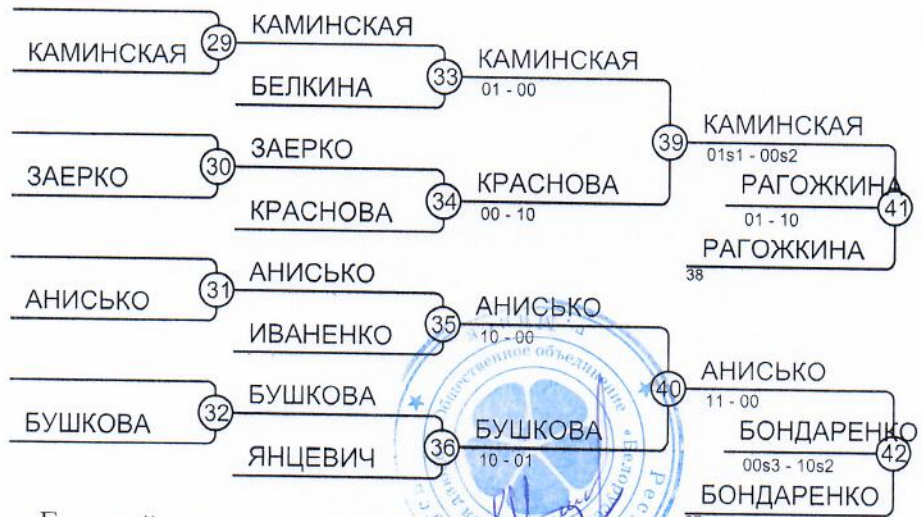 КАМИНСКАЯ
29
КАМИНСКАЯ
БЕЛКИНА
33
КАМИНСКАЯ
01 - 00
ЗАЕРКО
30
ЗАЕРКО
КРАСНОВА
34
КРАСНОВА
00 - 10
39
КАМИНСКАЯ
01s1 - 00s2
РАГОЖКИНА
01 - 10
41
РАГОЖКИНА
38
АНИСЬКО
31
АНИСЬКО
ИВАНЕНКО
35
АНИСЬКО
10 - 00
БУШКОВА
32
БУШКОВА
ЯНЦЕВИЧ
36
БУШКОВА
10 - 01
40
АНИСЬКО
11 - 00
БОНДАРЕНКО
00s3 - 10s2
42
БОНДАРЕНКО
Общественное объединение